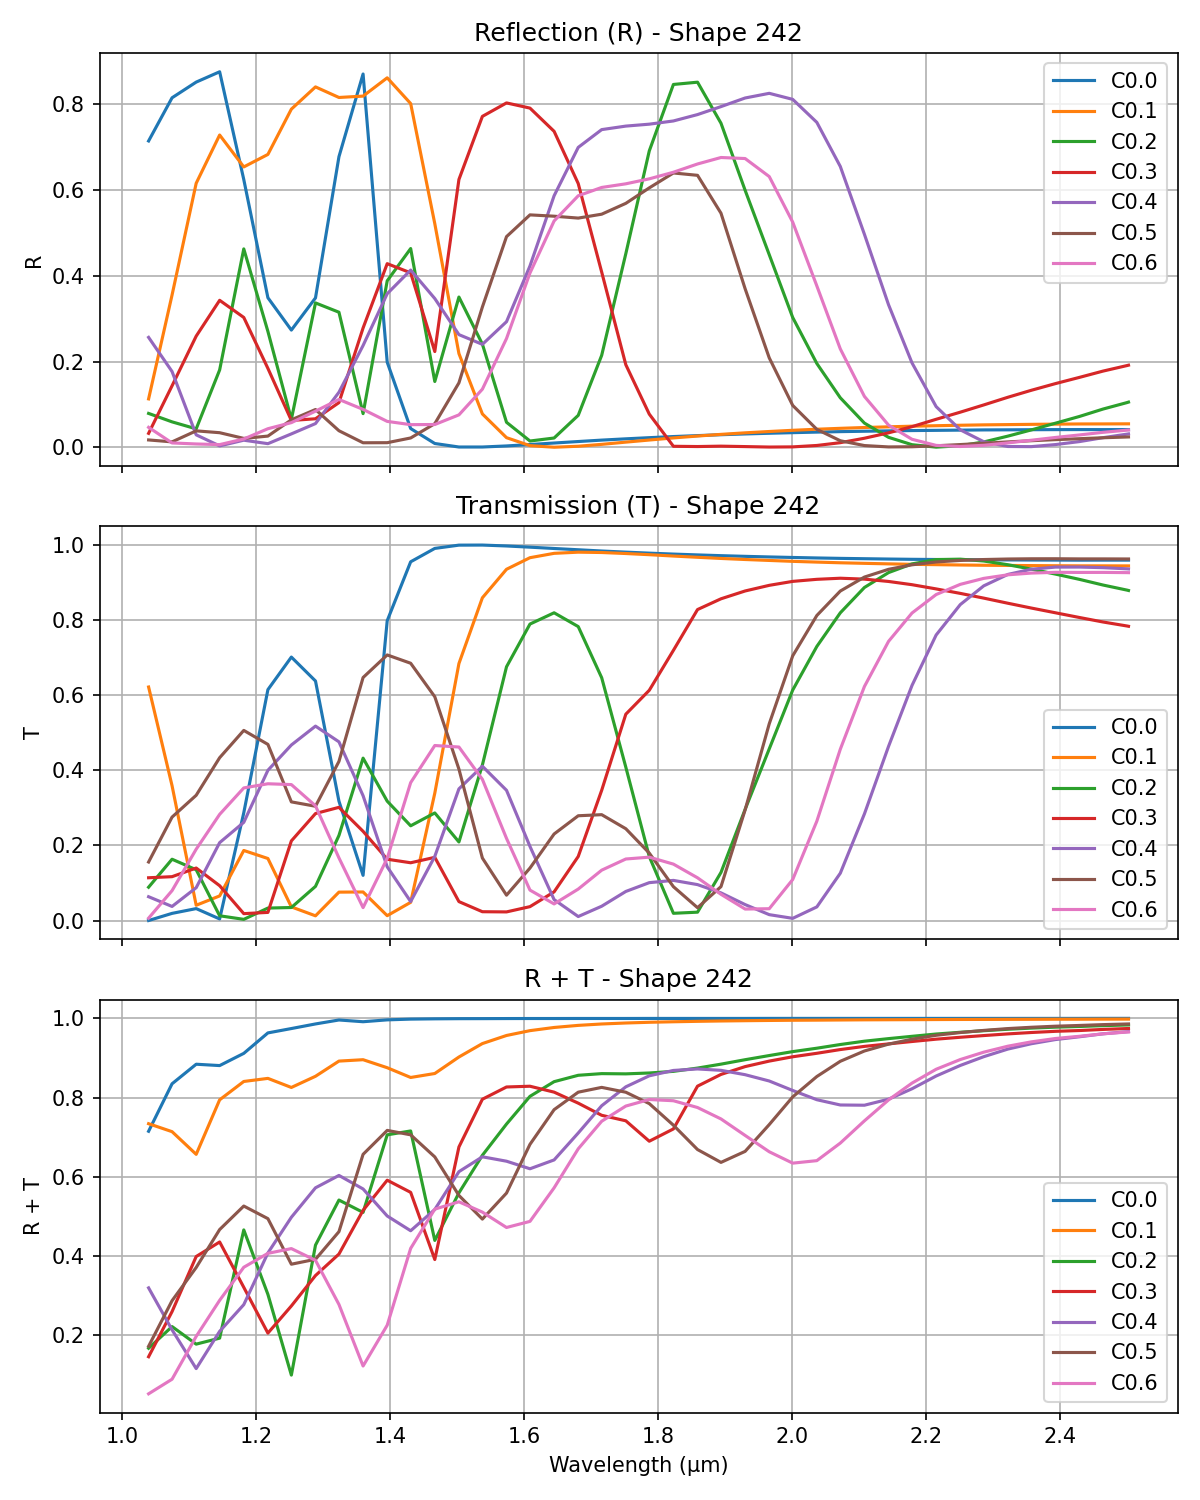 Reflection (R) - Shape 242
0.8
0.6
0.4
0.2
0.0
R
C0.0
C0.1
C0.2
C0.3
C0.4
C0.5
C0.6
Transmission (T) - Shape 242
1.0
0.8
0.6
0.4
0.2
0.0
T
C0.0
C0.1
C0.2
C0.3
C0.4
C0.5
C0.6
R + T - Shape 242
1.0
0.8
0.6
0.4
0.2
R + T
C0.0
C0.1
C0.2
C0.3
C0.4
C0.5
C0.6
1.0 1.2 1.4 1.6 1.8 2.0 2.2 2.4
Wavelength (µm)